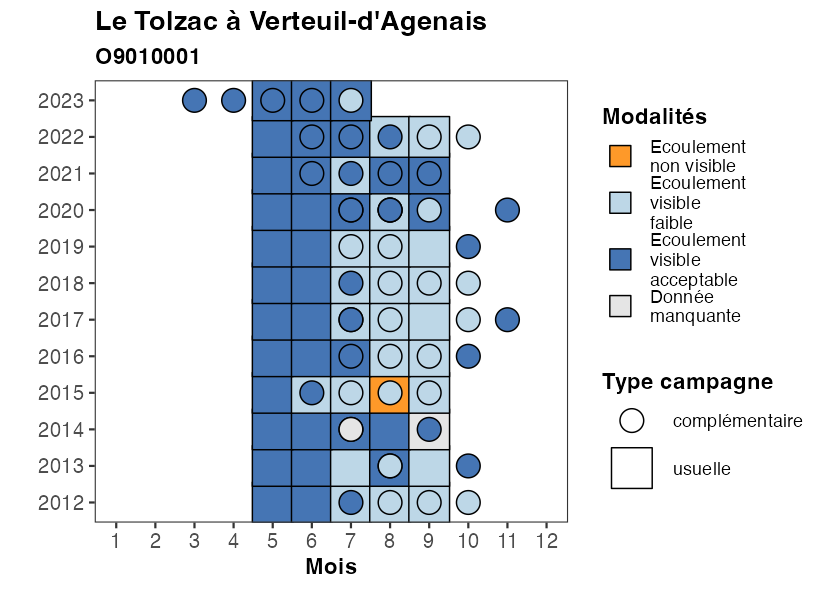 Le Tolzac à Verteuil-d'Agenais
O9010001
2023
2022
2021
2020
2019
2018
2017
2016
2015
2014
2013
2012
1 2 3 4 5 6 7 8 9 10 11 12
Mois
Modalités
Ecoulement
non visible
Ecoulement
visible
faible
Ecoulement
visible
acceptable
Donnée
manquante
Type campagne
complémentaire
usuelle